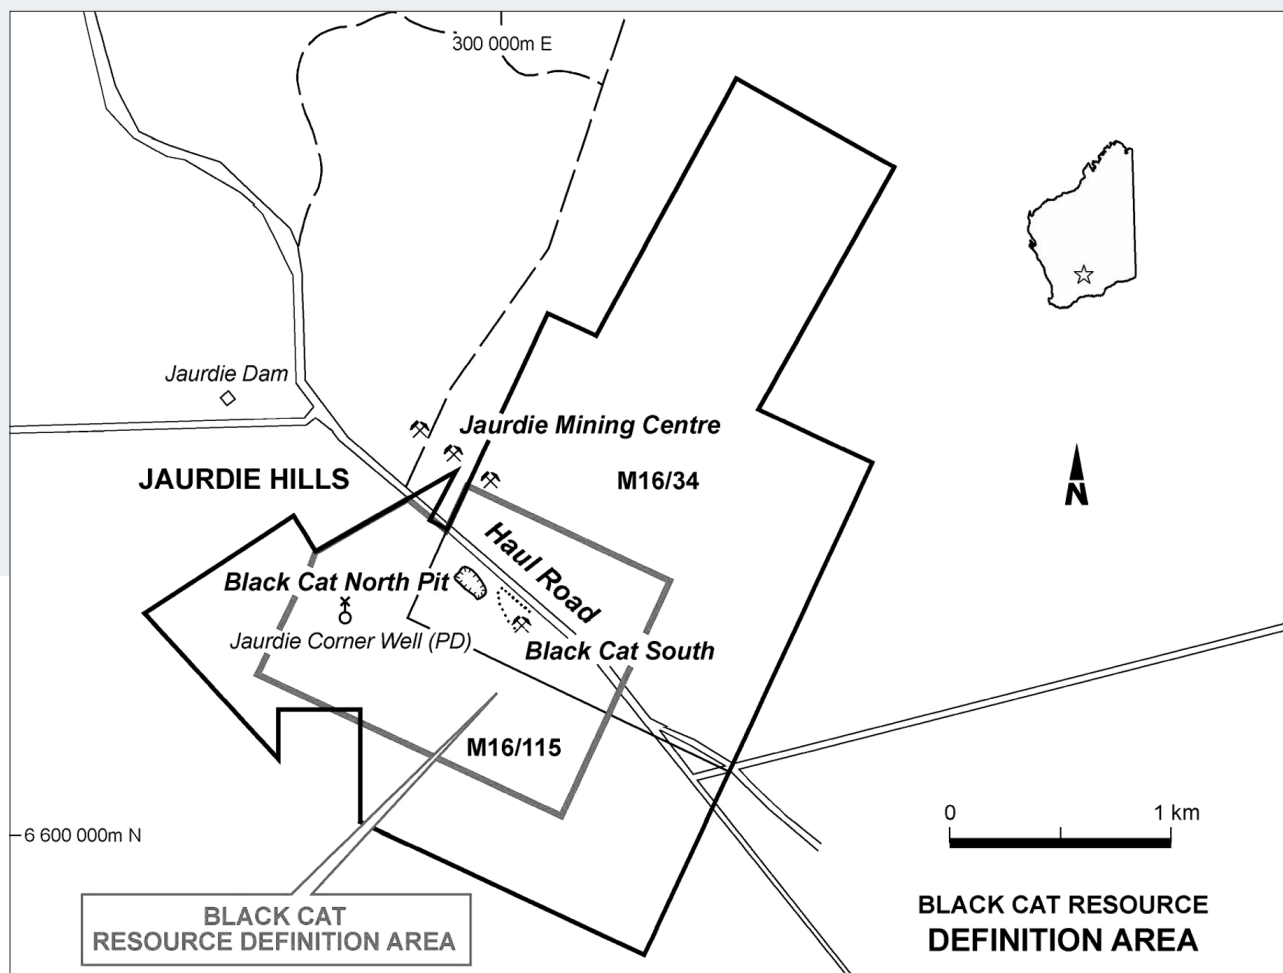 300 000m E
Jaurdie Dam
Jaurdie Mining Centre
JAURDIE HILLS
M16/34
Haul Road
Black Cat North Pit
Jaurdie Corner Well (PD)
Black Cat South
M16/115
N
6 600 000m N
0 1 km
BLACK CAT
RESOURCE DEFINITION AREA
BLACK CAT RESOURCE
DEFINITION AREA